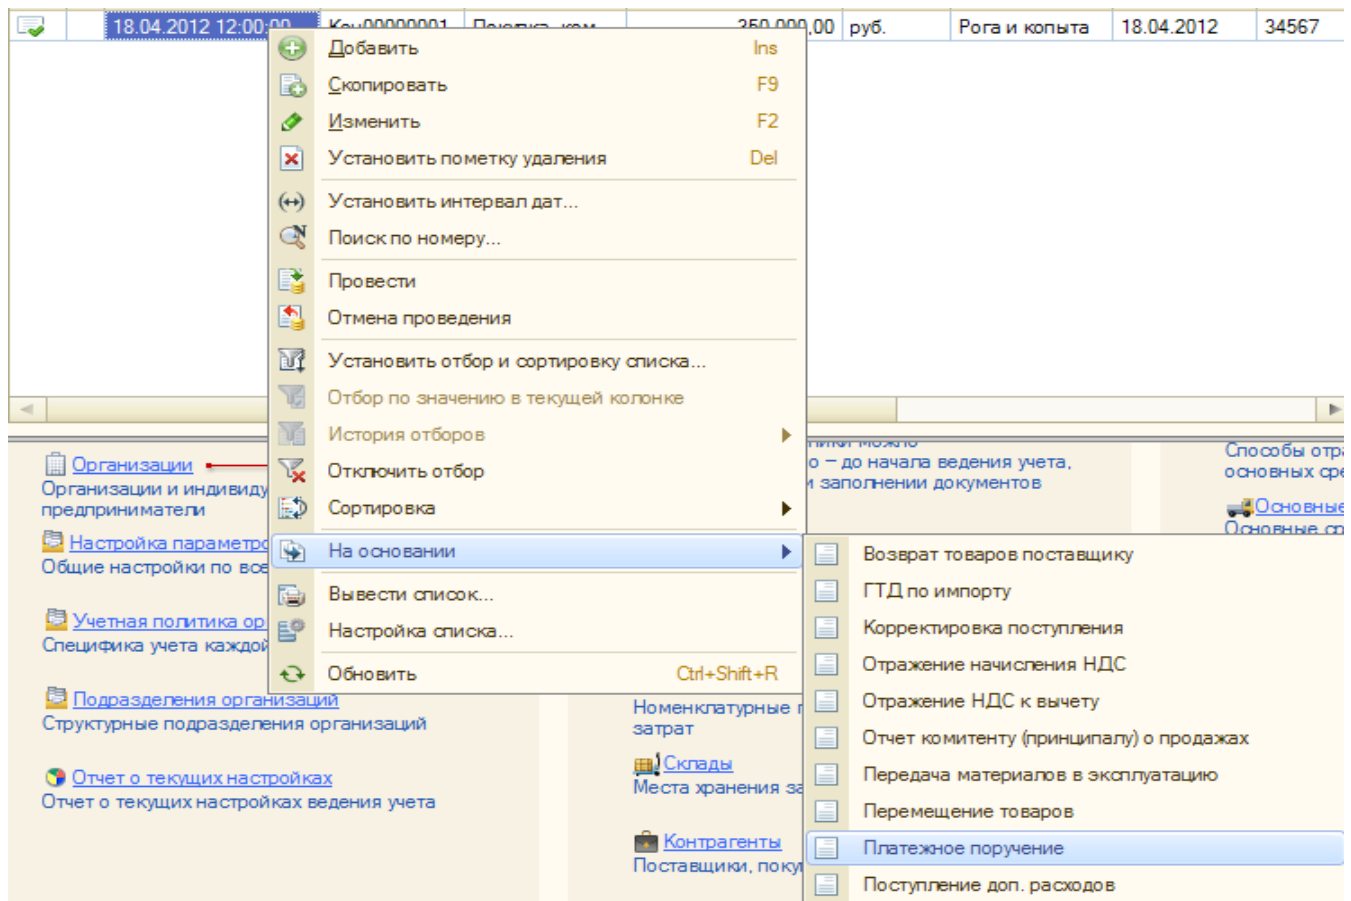 18.04.2012 12:00:00 250 000,00 руб. Рога и копыта 18.04.2012 34567
Добавить Ins
Скопировать F9
Изменить F2
Установить пометку удаления Del
Установить интервал дат...
Поиск по номеру...
Провести
Отмена проведения
Установить отбор и сортировку списка...
Отбор по значению в текущей колонке
История отборов
Отключить отбор
Сортировка
На основании
Вывести список...
Настройка списка...
Обновить Ctrl+Shift+R
Возврат товаров поставщику
ГТД по импорту
Корректировка поступления
Отражение начисления НДС
Отражение НДС к вычету
Отчет комитенту (принципалу) о продажах
Передача материалов в эксплуатацию
Перемещение товаров
Платежное поручение
Поступление доп. расходов
Организации
Организации и индивиду
предприниматели
Настройка параметро
Общие настройки по все
Учетная политика ор
Специфика учета каждой
Подразделения организаций
Структурные подразделения организаций
Отчет о текущих настройках
Отчет о текущих настройках ведения учета
можно
о – до начала ведения учета,
и заполнении документов
Номенклатурные г
затрат
Склады
Места хранения за
Контрагенты
Поставщики, покуп
Способы отра
основных сре
Основные
Основные ср